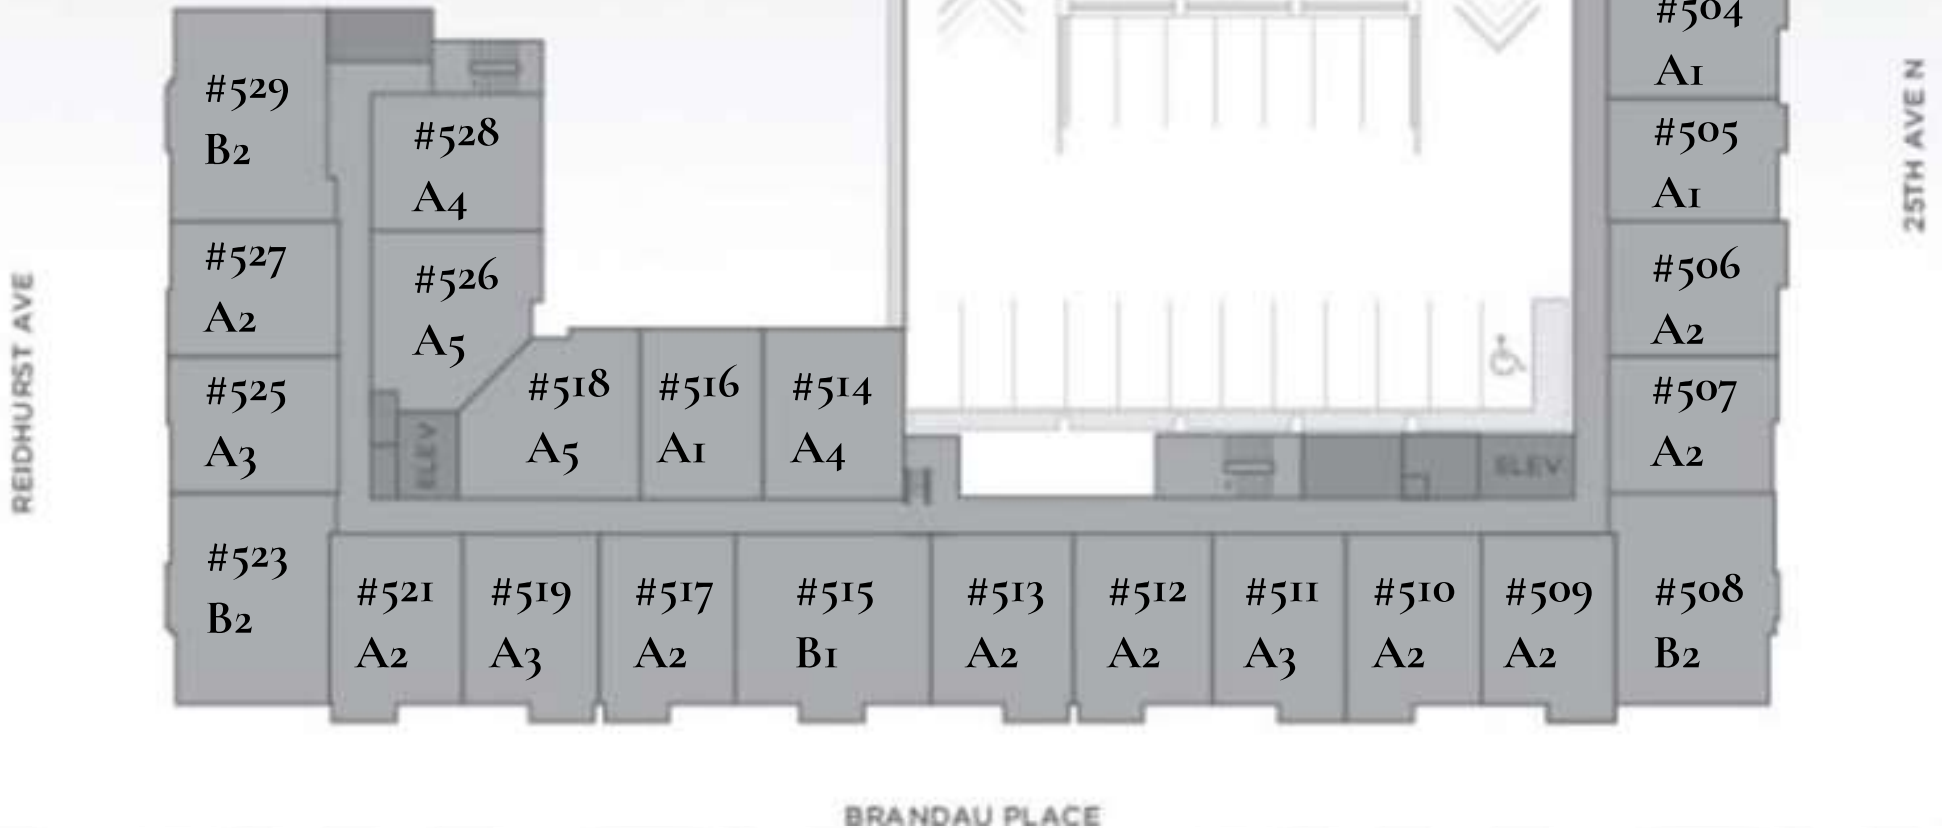 #504
A1
#529
B2
#528
A4
#505
A1
25TH AVE N
#527
A2
#526
A5
#506
A2
REIDHURST AVE
#525
A3
#518
A5
#516
A1
#514
A4
#507
A2
ELEV
ELEV
#523
B2
#521
A2
#519
A3
#517
A2
#515
B1
#513
A2
#512
A2
#511
A3
#510
A2
#509
A2
#508
B2
BRANDAU PLACE